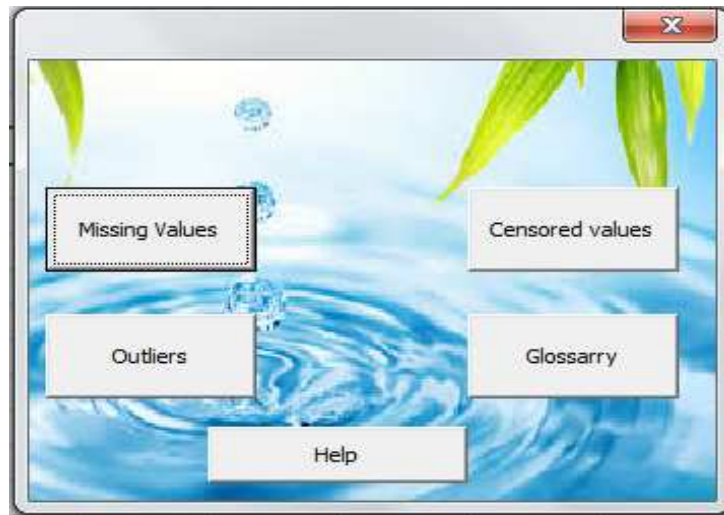 Missing Values
Censored values
Outliers
Glossarry
Help